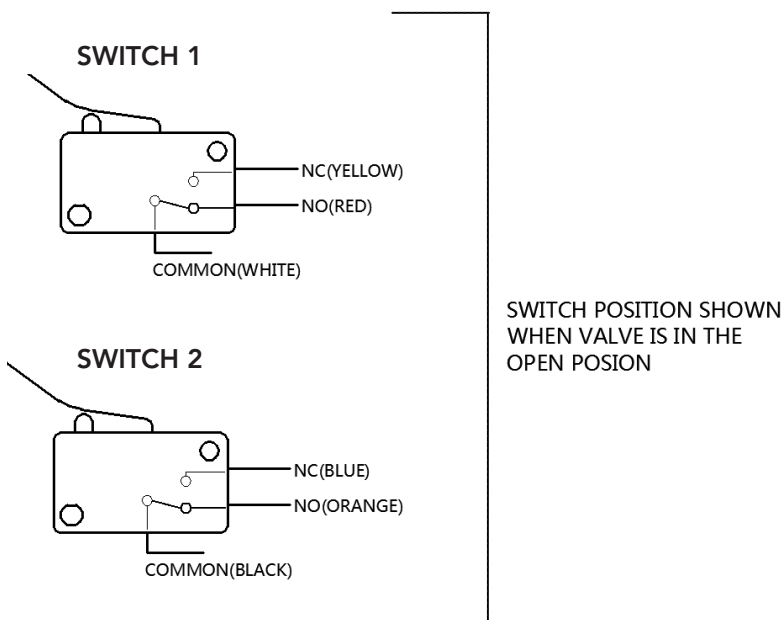 SWITCH 1
NC(YELLOW)
NO(RED)
COMMON(WHITE)
SWITCH 2
NC(BLUE)
NO(ORANGE)
COMMON(BLACK)
SWITCH POSITION SHOWN
WHEN VALVE IS IN THE
OPEN POSION